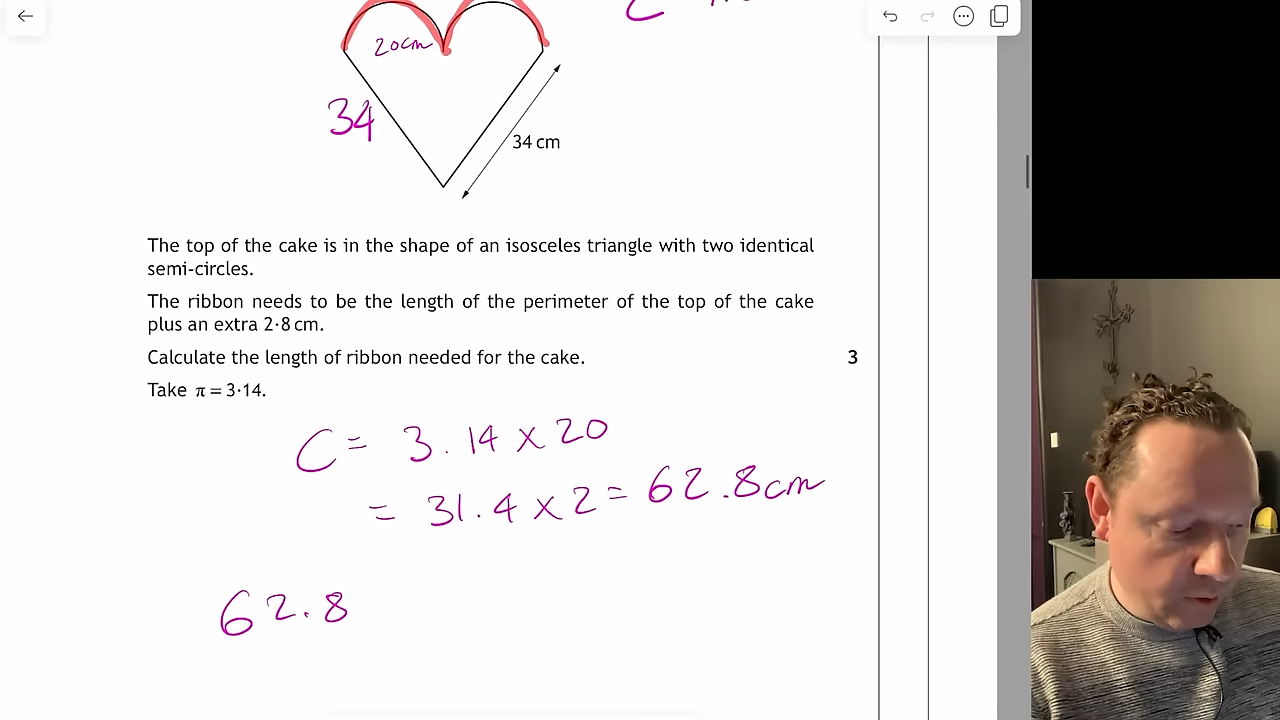 20cm
34
34 cm
The top of the cake is in the shape of an isosceles triangle with two identical
semi-circles.
The ribbon needs to be the length of the perimeter of the top of the cake
plus an extra 2·8 cm.
Calculate the length of ribbon needed for the cake. 3
Take π = 3·14.
C = 3.14 × 20
= 31.4 × 2 = 62.8cm
62.8